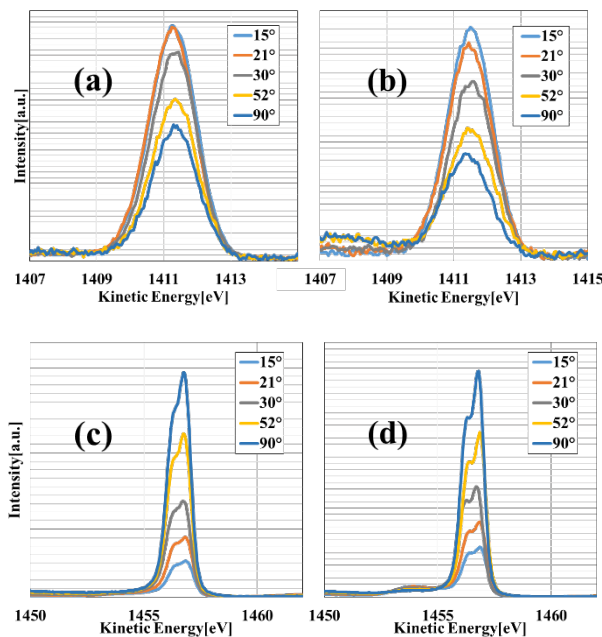 (a)
15°
21°
30°
52°
90°
Intensity[a.u.]
1407 1409 1411 1413
Kinetic Energy[eV]
(b)
15°
21°
30°
52°
90°
1407 1409 1411 1413 1415
Kinetic Energy[eV]
(c)
15°
21°
30°
52°
90°
Intensity[a.u.]
1450 1455 1460
Kinetic Energy[eV]
(d)
15°
21°
30°
52°
90°
1450 1455 1460
Kinetic Energy[eV]